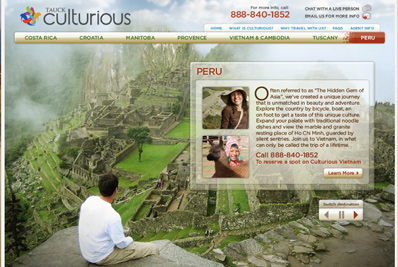 TAUCK
culturious
For more info, call
888-840-1852
CHAT WITH A LIVE PERSON
EMAIL US FOR MORE INFO
HOME WHAT IS CULTURIOUS? WHY TRAVEL WITH US? FAQS AGENT INFO
COSTA RICA CROATIA MANITOBA PROVENCE VIETNAM & CAMBODIA TUSCANY PERU
PERU
Often referred to as "The Hidden Gem of
Asia", we've created a unique journey
that is unmatched in beauty and adventure.
Explore the country by bicycle, boat, an
on foot to get a taste of this unique culture.
Expand your palate with traditional noodle
dishes and view the marble and granite
resting place of Ho Chi Minh, guarded by
silent sentries. Join us to Vietnam, in what
can only be called the trip of a lifetime.
Call 888-840-1852
To reserve a spot on Culturious Vietnam
Learn More
Switch destination